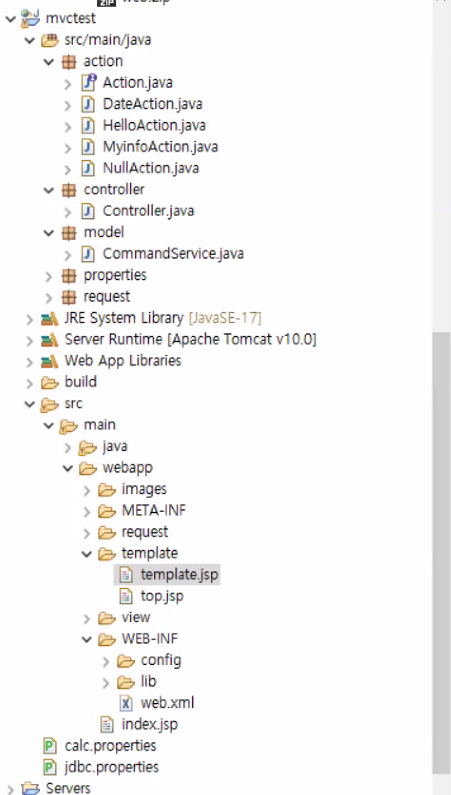 mvctest
src/main/java
action
Action.java
DateAction.java
HelloAction.java
MyinfoAction.java
NullAction.java
controller
Controller.java
model
CommandService.java
properties
request
JRE System Library [JavaSE-17]
Server Runtime [Apache Tomcat v10.0]
Web App Libraries
build
src
main
java
webapp
images
META-INF
request
template
template.jsp
top.jsp
view
WEB-INF
config
lib
web.xml
index.jsp
calc.properties
jdbc.properties
Servers